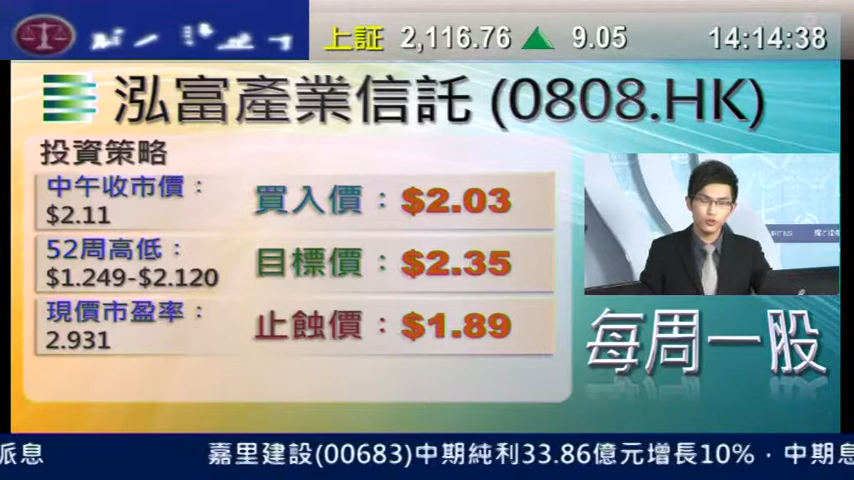 上証 2,116.76 9.05 14:14:38
泓富產業信託 (0808.HK)
投資策略
中午收市價：
$2.11
買入價：$2.03
52周高低：
$1.249-$2.120
目標價：$2.35
現價市盈率：
2.931
止蝕價：$1.89
每周一股
派息 嘉里建設(00683)中期純利33.86億元增長10%．中期息